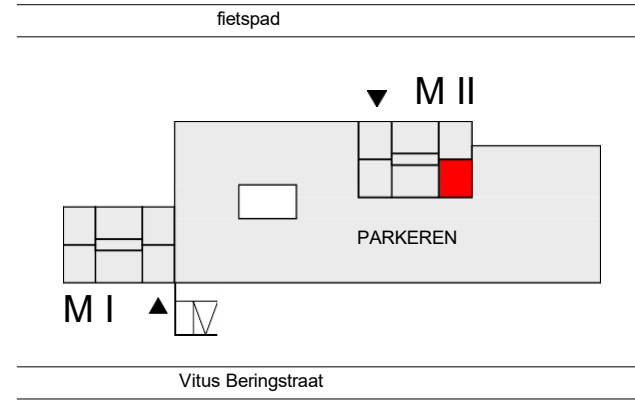 fietspad
M II
PARKEREN
M I
Vitus Beringstraat